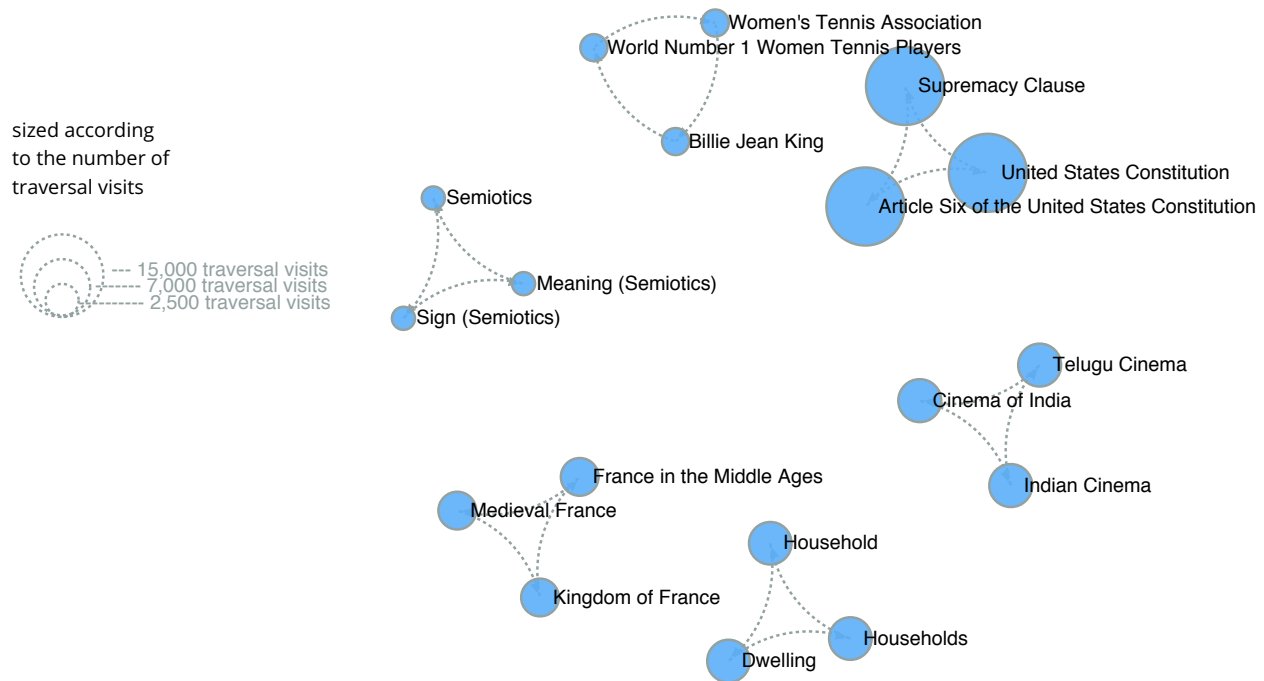 Women's Tennis Association
World Number 1 Women Tennis Players
Supremacy Clause
sized according
to the number of
traversal visits
Billie Jean King
United States Constitution
Semiotics
Article Six of the United States Constitution
15,000 traversal visits
7,000 traversal visits
2,500 traversal visits
Meaning (Semiotics)
Sign (Semiotics)
Telugu Cinema
Cinema of India
France in the Middle Ages
Indian Cinema
Medieval France
Household
Kingdom of France
Households
Dwelling